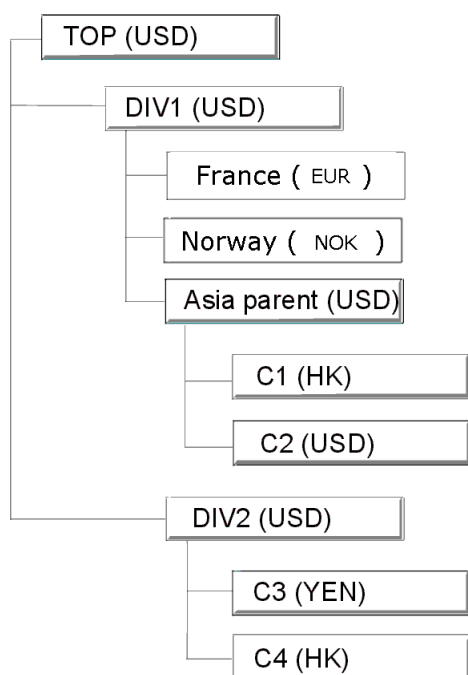 TOP (USD)
DIV1 (USD)
France ( EUR )
Norway ( NOK )
Asia parent (USD)
C1 (HK)
C2 (USD)
DIV2 (USD)
C3 (YEN)
C4 (HK)